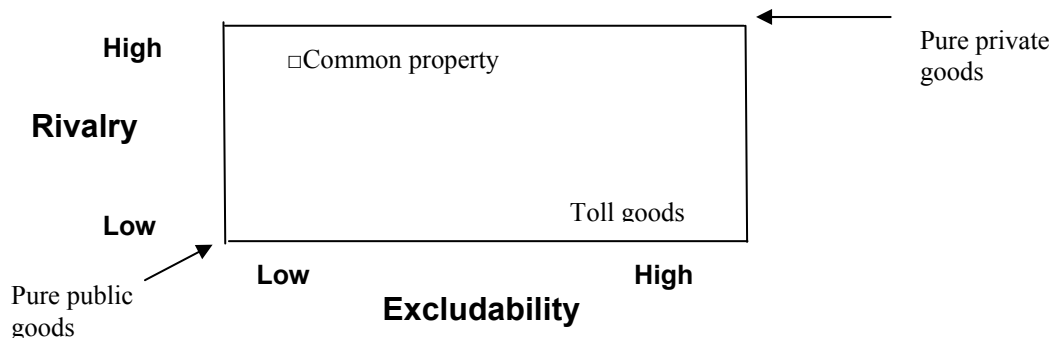 High
□Common property
Pure private
goods
Rivalry
Toll goods
Low
Low
High
Pure public
goods
Excludability